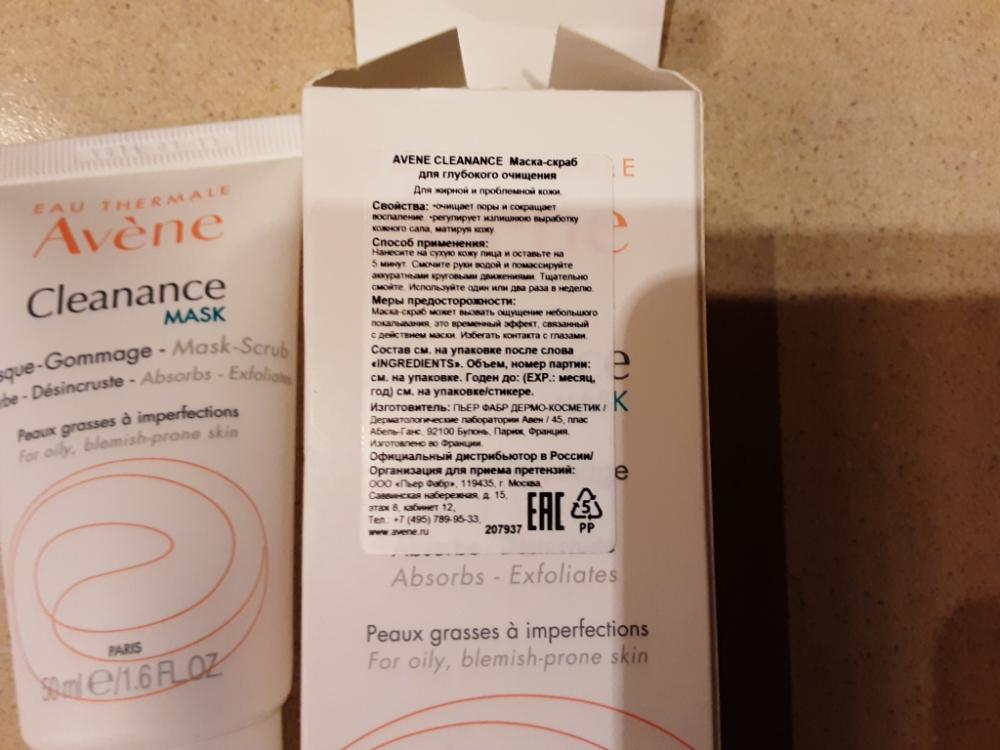 EAU THERMALE
Avène
Cleanance
MASK
sque-Gommage - Mask-Scrub
rbe - Désincruste - Absorbs - Exfoliates
Peaux grasses à imperfections
For oily, blemish-prone skin
PARIS
50 ml e/1.6 FL.OZ
AVENE CLEANANCE Маска-скраб
для глубокого очищения
Для жирной и проблемной кожи.
Свойства: •очищает поры и сокращает
воспаление. •регулирует излишнюю выработку
кожного сала, матируя кожу.
Способ применения:
Нанесите на сухую кожу лица и оставьте на
5 минут. Смочите руки водой и помассируйте
аккуратными круговыми движениями. Тщательно
смойте. Используйте один или два раза в неделю.
Меры предосторожности:
Маска-скраб может вызвать ощущение небольшого
покалывания, это временный эффект, связанный
с действием маски. Избегать контакта с глазами.
Состав см. на упаковке после слова
«INGREDIENTS». Объем, номер партии:
см. на упаковке. Годен до: (EXP.: месяц,
год) см. на упаковке/стикере.
Изготовитель: ПЬЕР ФАБР ДЕРМО-КОСМЕТИК /
Дерматологические лаборатории Авен / 45, плас
Абель-Ганс, 92100 Булонь, Париж, Франция.
Изготовлено во Франции.
Официальный дистрибьютор в России/
Организация для приема претензий:
ООО «Пьер Фабр», 119435, г. Москва,
Саввинская набережная, д. 15,
этаж 8, кабинет 12,
Тел.: +7 (495) 789-95-33,
www.avene.ru
207937
EAC
5
PP
E
e
e
K
e
Absorbs - Exfoliates
Peaux grasses à imperfections
For oily, blemish-prone skin